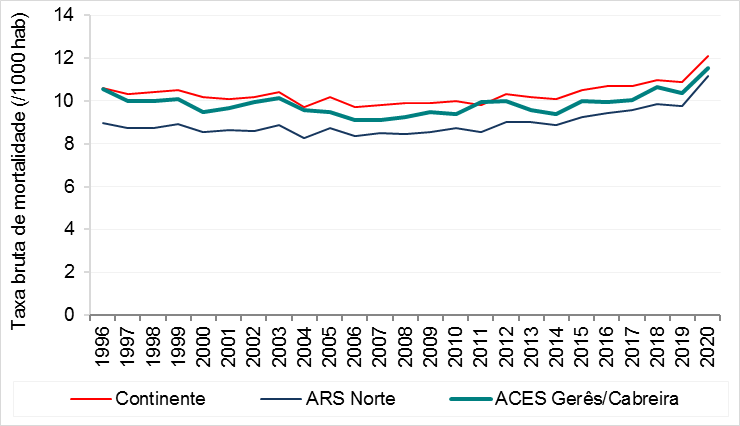 Taxa bruta de mortalidade (/1000 hab)
14
12
10
8
6
4
2
0
1996 1997 1998 1999 2000 2001 2002 2003 2004 2005 2006 2007 2008 2009 2010 2011 2012 2013 2014 2015 2016 2017 2018 2019 2020
Continente ARS Norte ACES Gerês/Cabreira